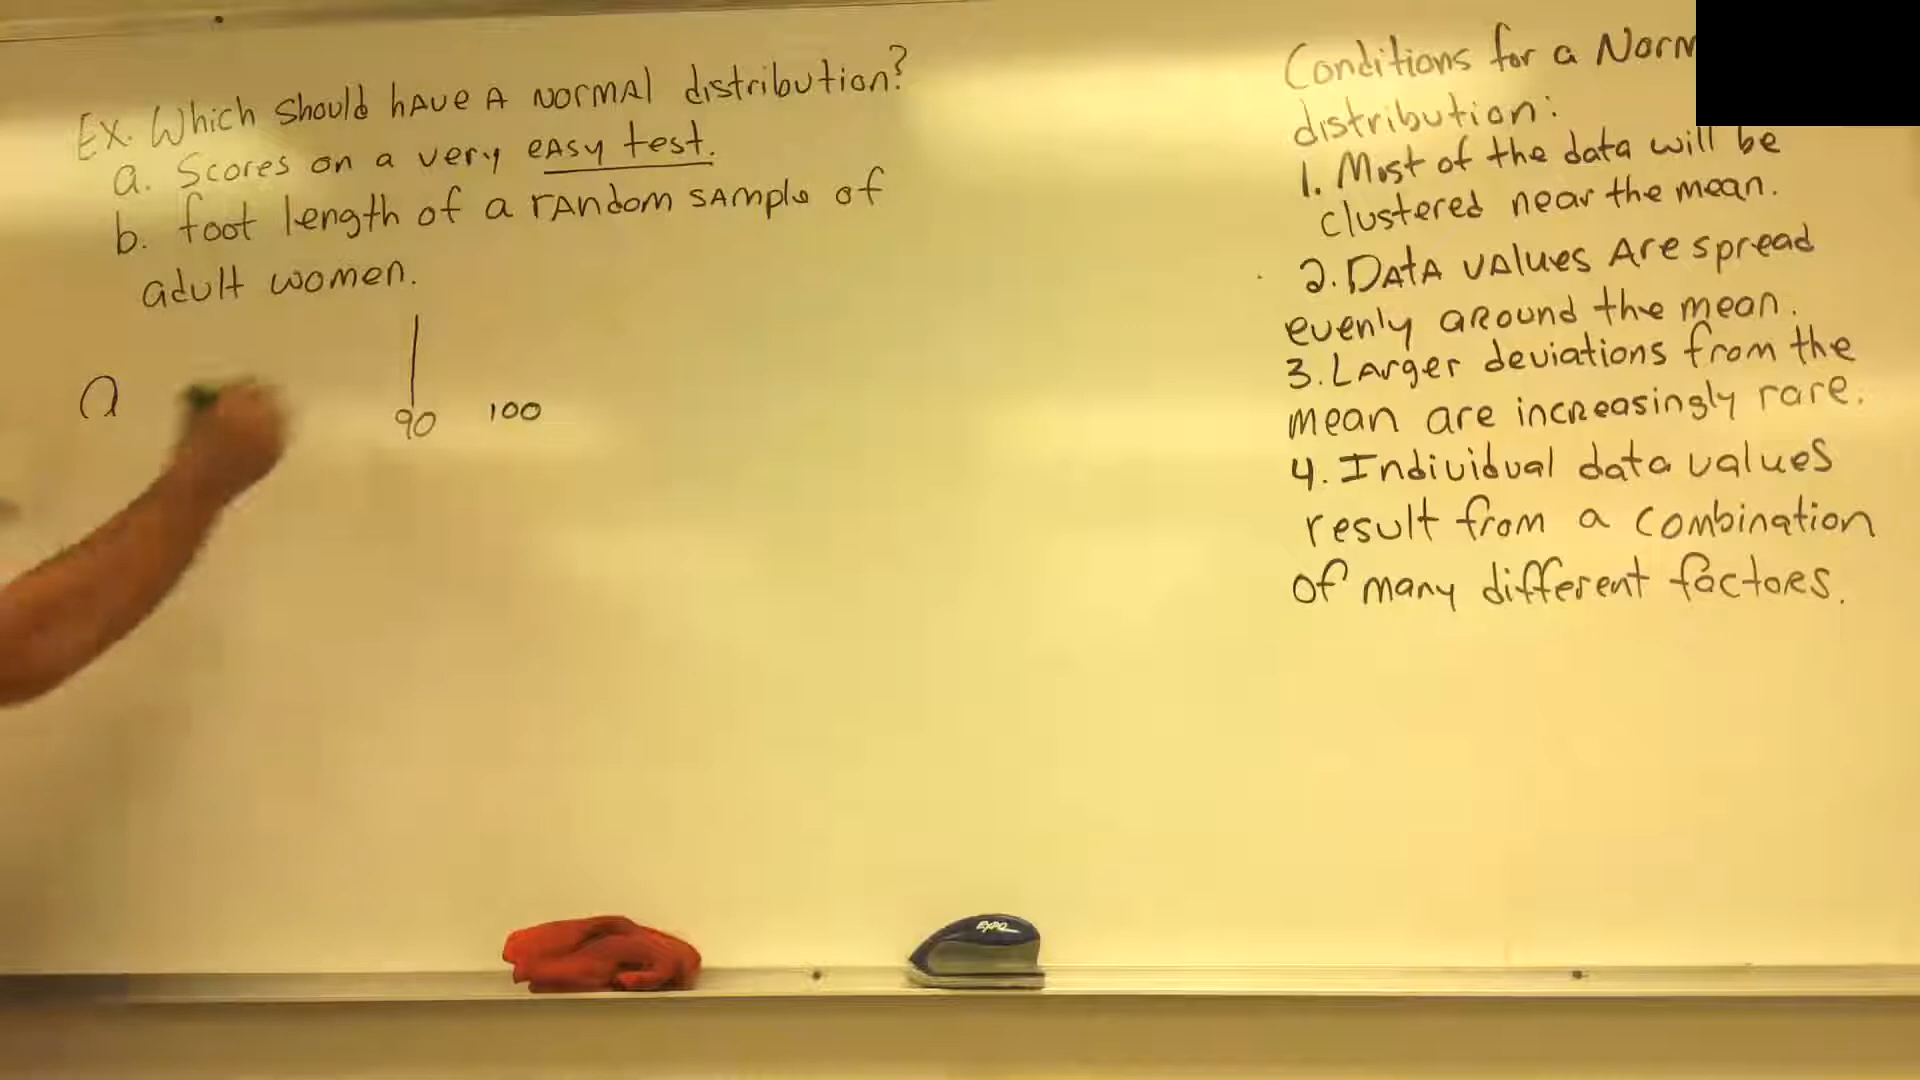 Ex. Which should have a normal distribution?
a. Scores on a very easy test.
b. foot length of a random sample of
adult women.
90 100
Conditions for a Norm
distribution:
1. Most of the data will be
clustered near the mean.
2. Data values are spread
evenly around the mean.
3. Larger deviations from the
mean are increasingly rare.
4. Individual data values
result from a combination
of many different factors.
EXPO